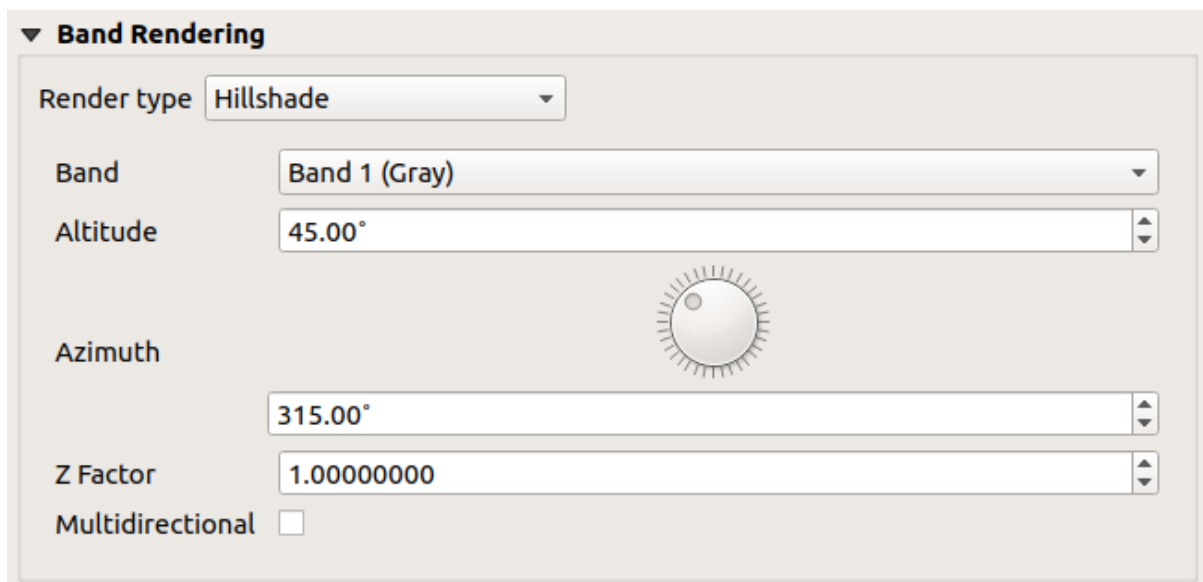 Band Rendering
Render type Hillshade
Band Band 1 (Gray)
Altitude 45.00°
Azimuth
315.00°
Z Factor 1.00000000
Multidirectional